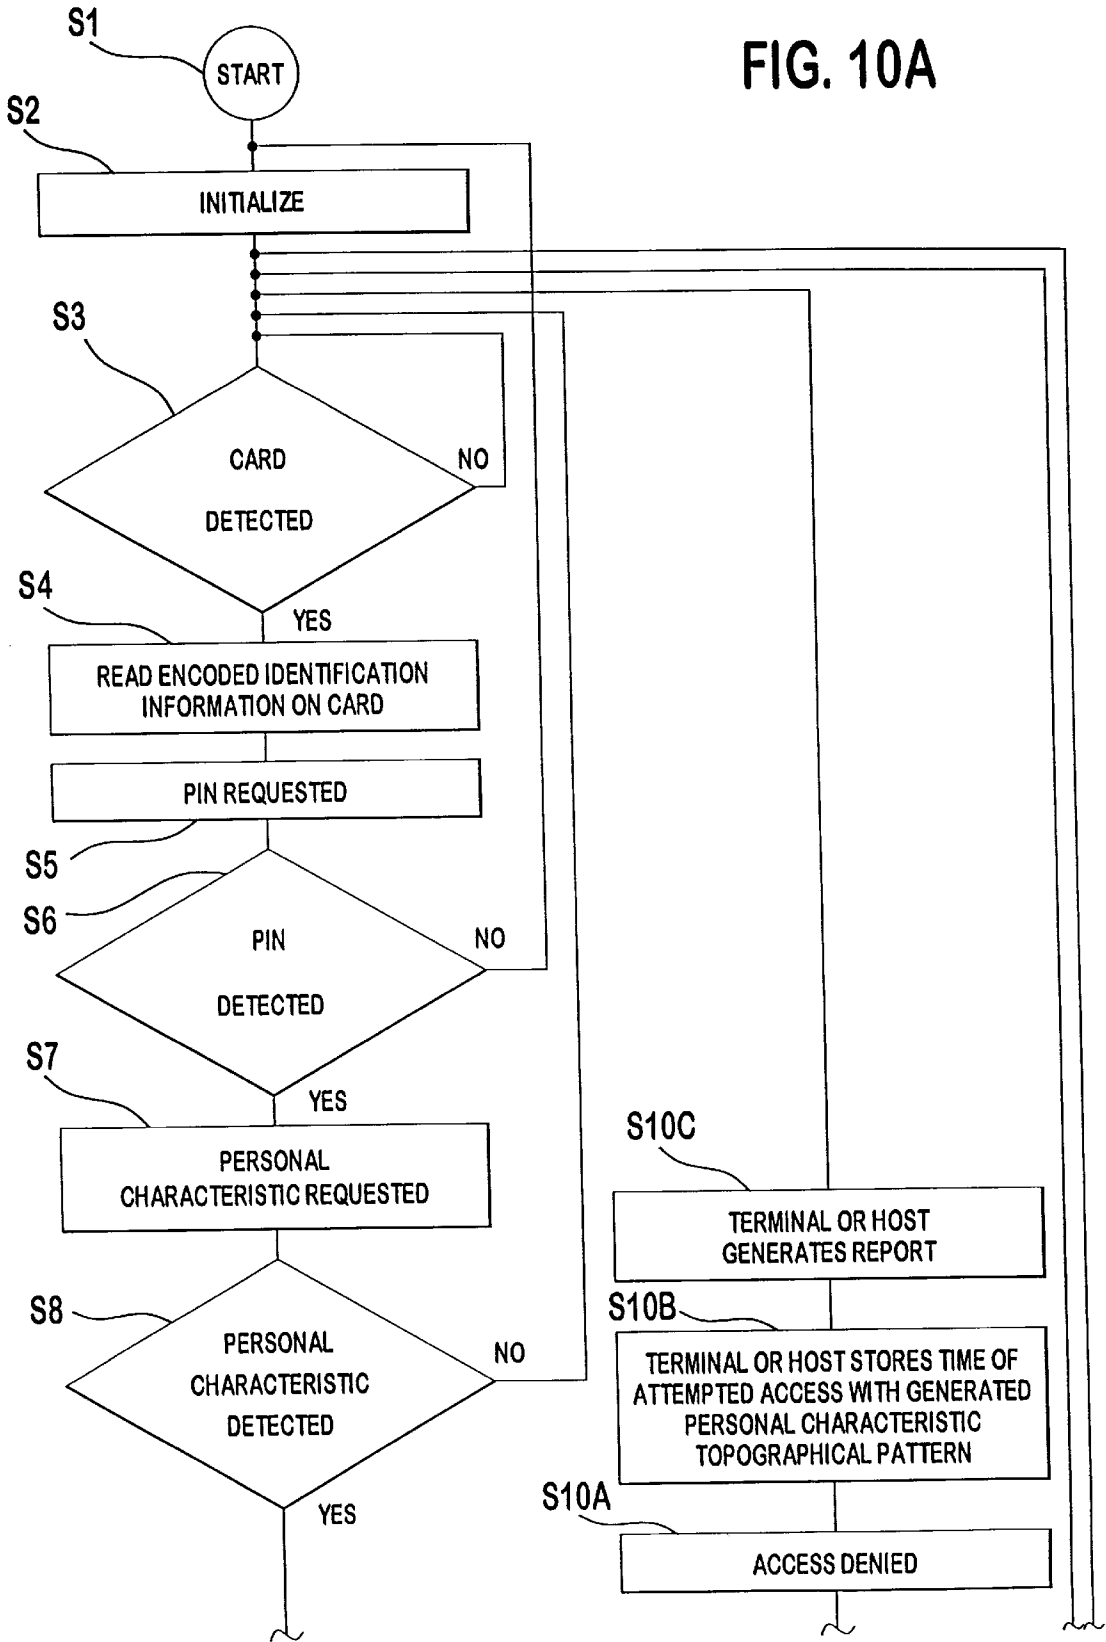 FIG. 10A
S1
START
S2
INITIALIZE
S3
CARD
DETECTED
NO
YES
S4
READ ENCODED IDENTIFICATION
INFORMATION ON CARD
PIN REQUESTED
S5
S6
PIN
DETECTED
NO
YES
S7
PERSONAL
CHARACTERISTIC REQUESTED
S8
PERSONAL
CHARACTERISTIC
DETECTED
NO
YES
S10C
TERMINAL OR HOST
GENERATES REPORT
S10B
TERMINAL OR HOST STORES TIME OF
ATTEMPTED ACCESS WITH GENERATED
PERSONAL CHARACTERISTIC
TOPOGRAPHICAL PATTERN
S10A
ACCESS DENIED